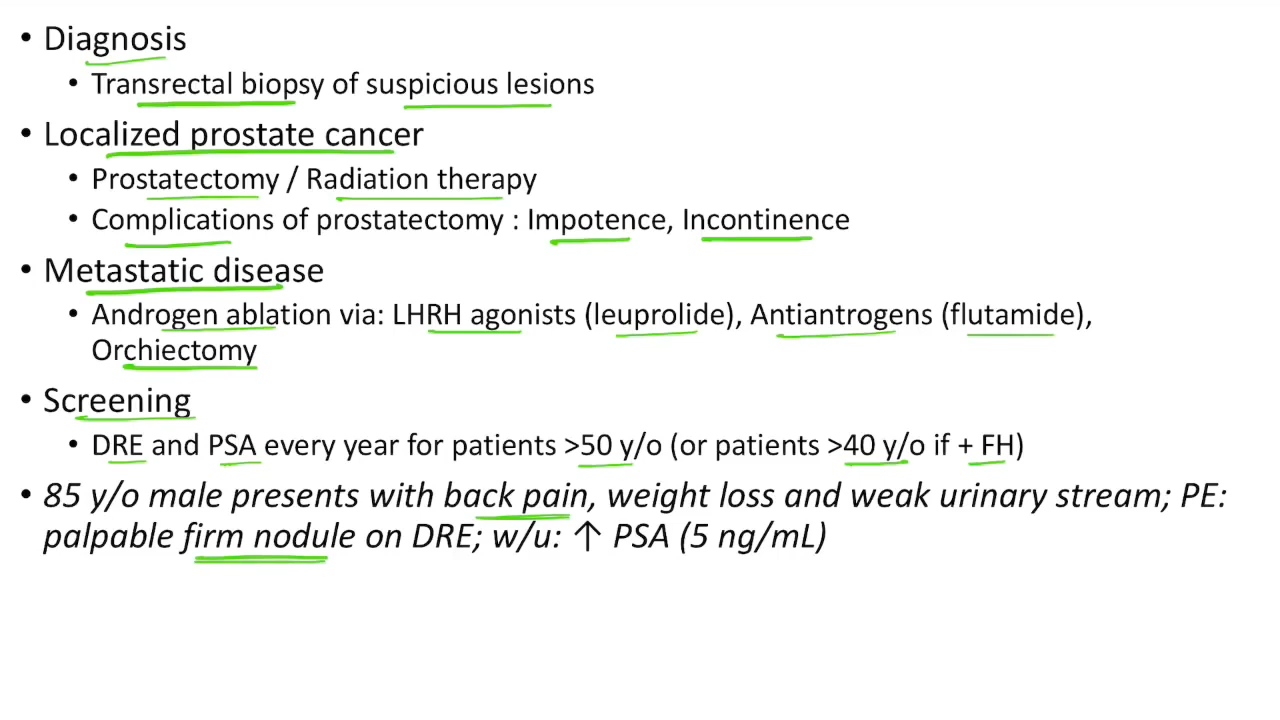 • Diagnosis
• Transrectal biopsy of suspicious lesions
• Localized prostate cancer
• Prostatectomy / Radiation therapy
• Complications of prostatectomy : Impotence, Incontinence
• Metastatic disease
• Androgen ablation via: LHRH agonists (leuprolide), Antiantrogens (flutamide),
Orchiectomy
• Screening
• DRE and PSA every year for patients >50 y/o (or patients >40 y/o if + FH)
• 85 y/o male presents with back pain, weight loss and weak urinary stream; PE:
palpable firm nodule on DRE; w/u: ↑ PSA (5 ng/mL)